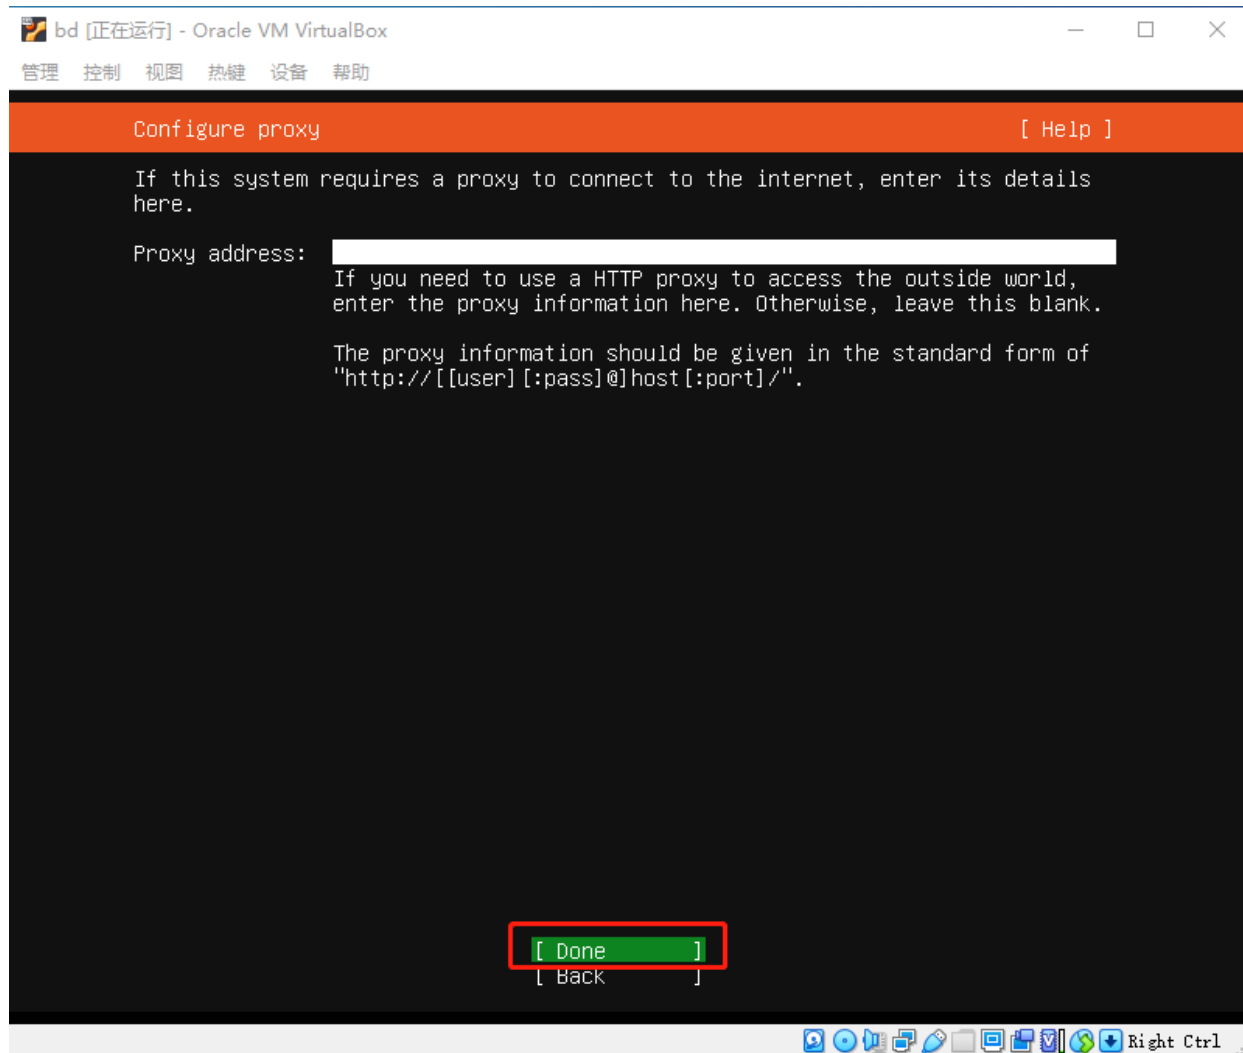 bd [正在运行] - Oracle VM VirtualBox
管理 控制 视图 热键 设备 帮助
Configure proxy [ Help ]
If this system requires a proxy to connect to the internet, enter its details
here.
Proxy address:
If you need to use a HTTP proxy to access the outside world,
enter the proxy information here. Otherwise, leave this blank.
The proxy information should be given in the standard form of
"http://[[user][:pass]@]host[:port]/".
[ Done ]
[ Back ]
Right Ctrl